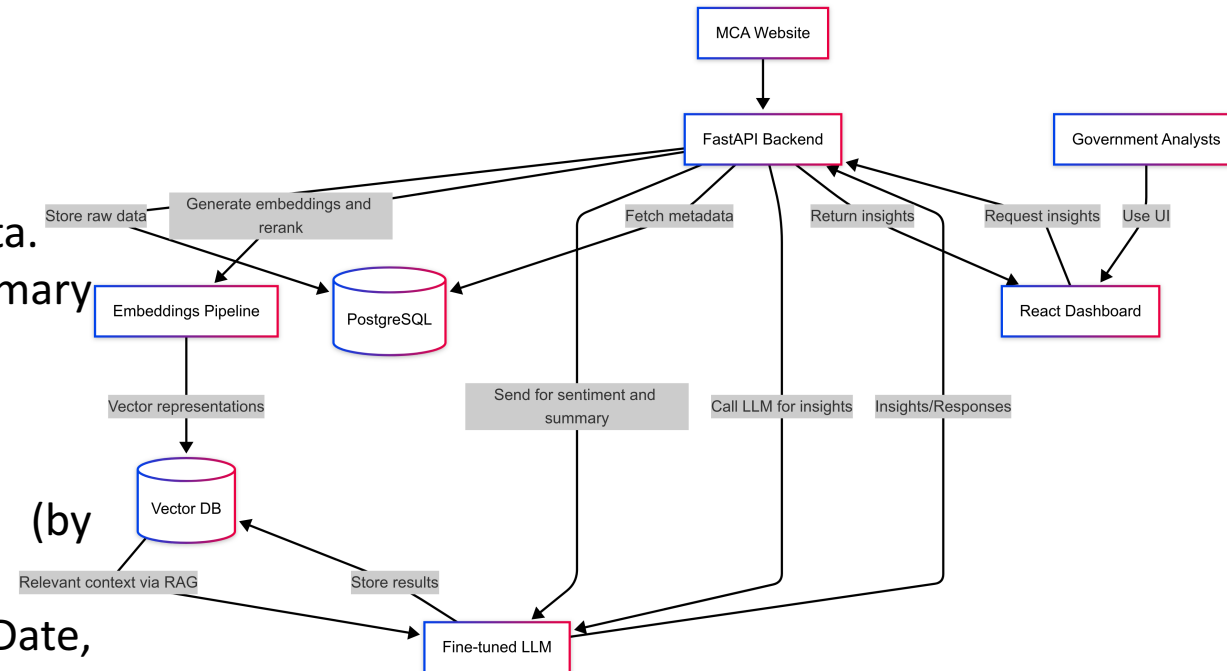 MCA Website
FastAPI Backend
Government Analysts
Store raw data
Generate embeddings and
rerank
Fetch metadata
Return insights
Request insights
Use UI
ta.
mary
Embeddings Pipeline
PostgreSQL
React Dashboard
Send for sentiment and
summary
Call LLM for insights
Insights/Responses
Vector representations
Vector DB
(by
Relevant context via RAG
Store results
Date,
Fine-tuned LLM